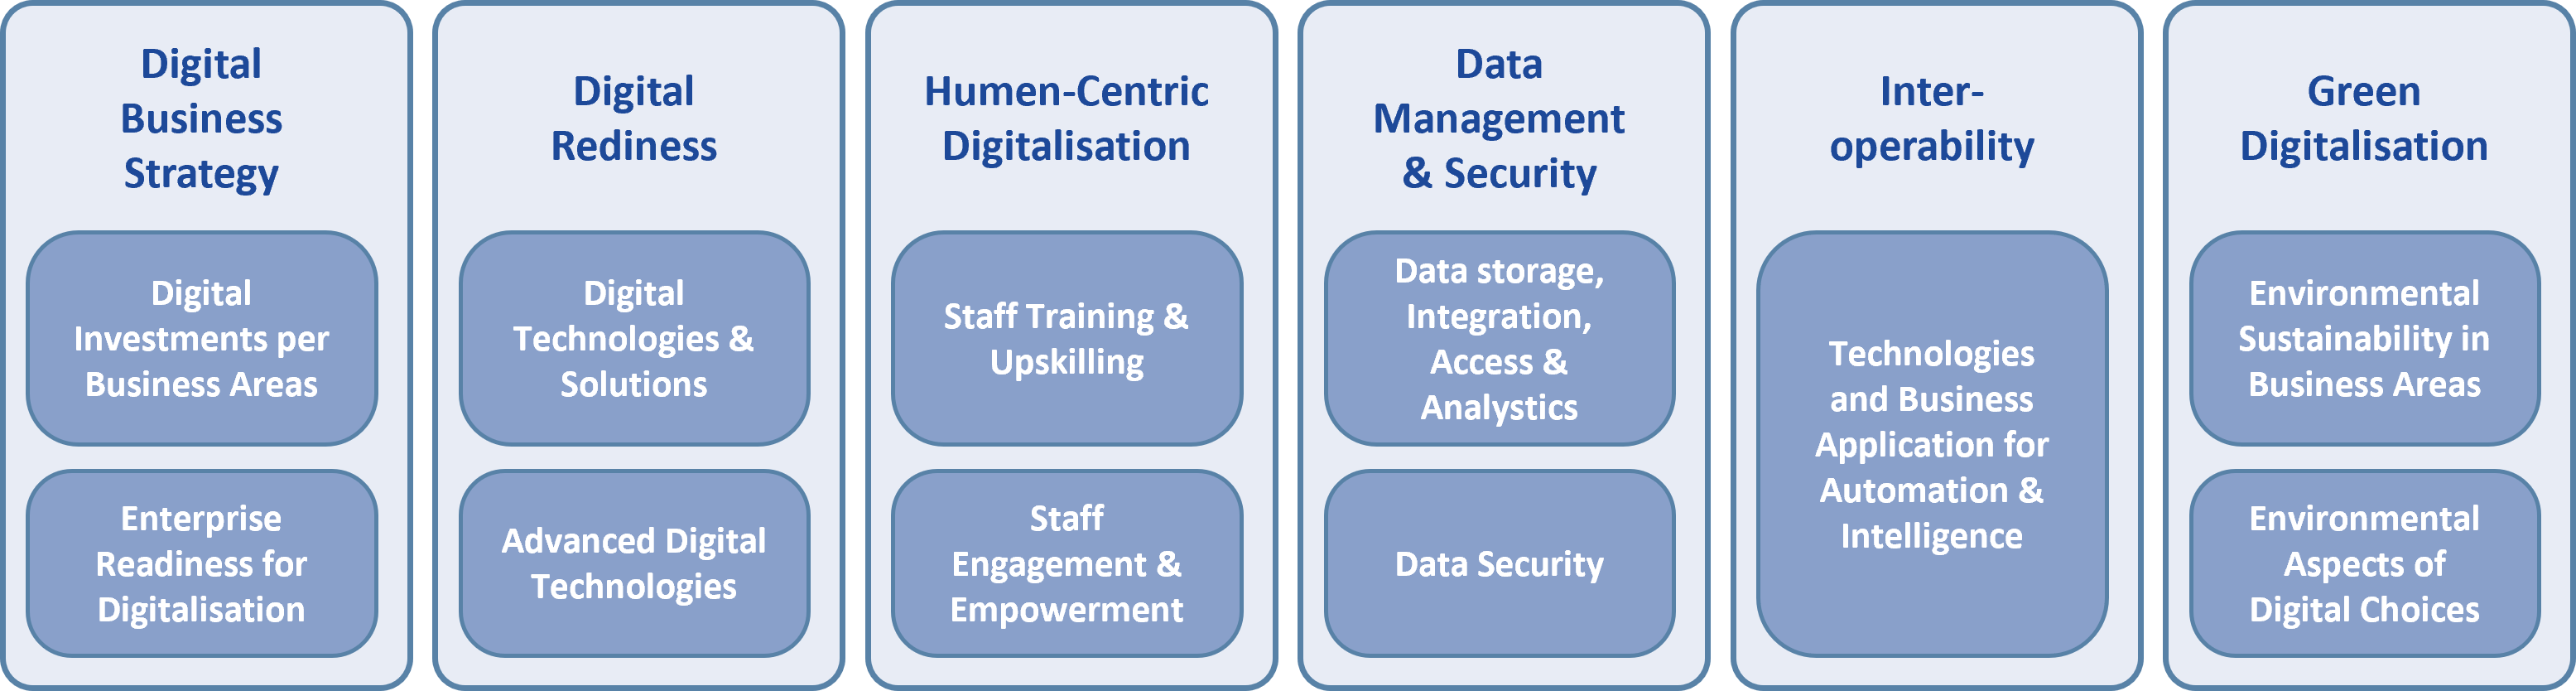 Digital
Business
Strategy
Digital
Investments per
Business Areas
Enterprise
Readiness for
Digitalisation
Digital
Rediness
Digital
Technologies &
Solutions
Advanced Digital
Technologies
Humen-Centric
Digitalisation
Staff Training &
Upskilling
Staff
Engagement &
Empowerment
Data
Management
& Security
Data storage,
Integration,
Access &
Analystics
Data Security
Inter-
operability
Technologies
and Business
Application for
Automation &
Intelligence
Green
Digitalisation
Environmental
Sustainability in
Business Areas
Environmental
Aspects of
Digital Choices